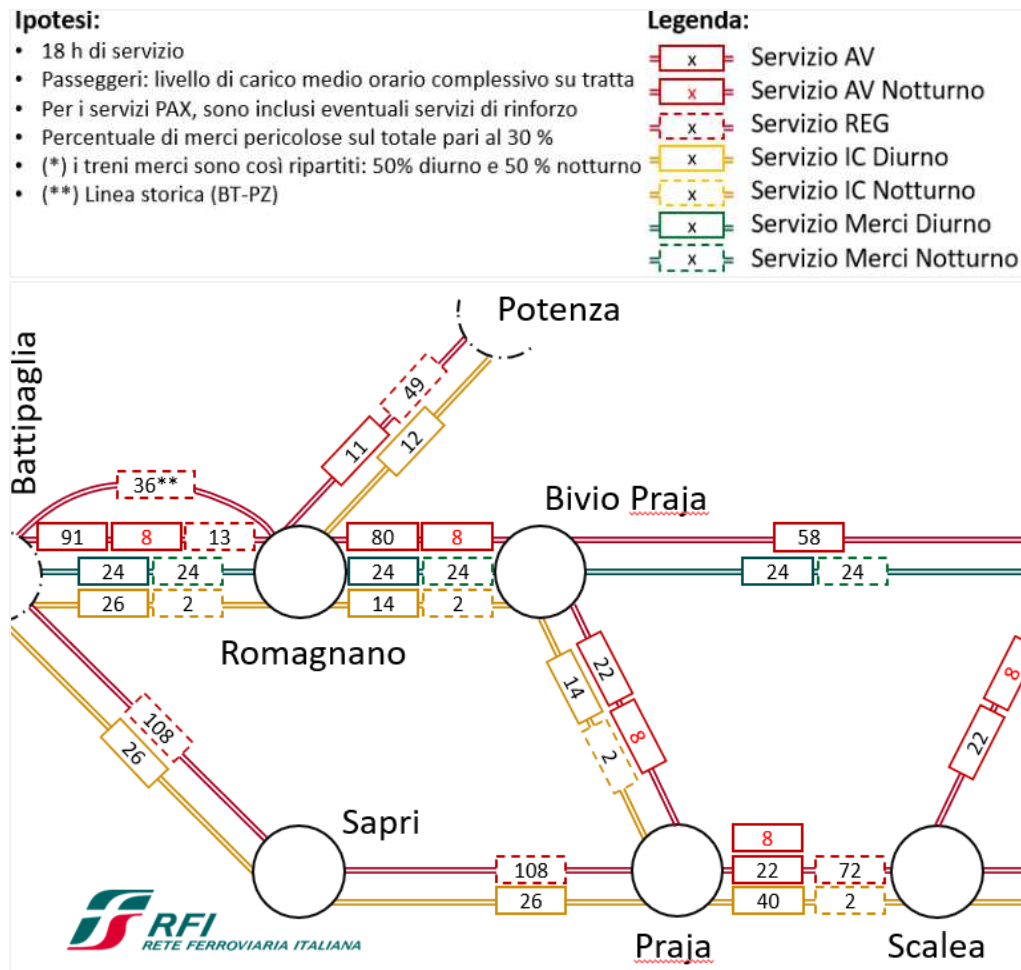 Ipotesi:
• 18 h di servizio
• Passeggeri: livello di carico medio orario complessivo su tratta
• Per i servizi PAX, sono inclusi eventuali servizi di rinforzo
• Percentuale di merci pericolose sul totale pari al 30 %
• (*) i treni merci sono così ripartiti: 50% diurno e 50 % notturno
• (**) Linea storica (BT-PZ)
Legenda:
x Servizio AV
x Servizio AV Notturno
x Servizio REG
x Servizio IC Diurno
x Servizio IC Notturno
x Servizio Merci Diurno
x Servizio Merci Notturno
Potenza
Battipaglia
49
11
12
36**
Bivio Praja
91 8 13
80 8
58
24 24
24 24
24 24
26 2
14 2
Romagnano
22
8
14
2
8
22
108
26
Sapri
8
108
22 72
26
40 2
Praja
Scalea
RFI
RETE FERROVIARIA ITALIANA